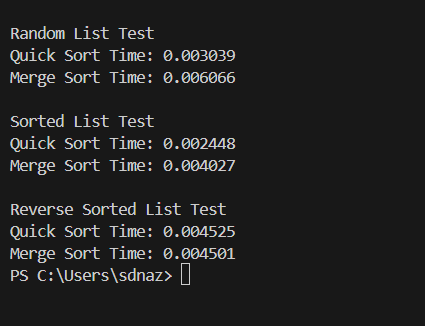 Random List Test
Quick Sort Time: 0.003039
Merge Sort Time: 0.006066
Sorted List Test
Quick Sort Time: 0.002448
Merge Sort Time: 0.004027
Reverse Sorted List Test
Quick Sort Time: 0.004525
Merge Sort Time: 0.004501
PS C:\Users\sdnaz>